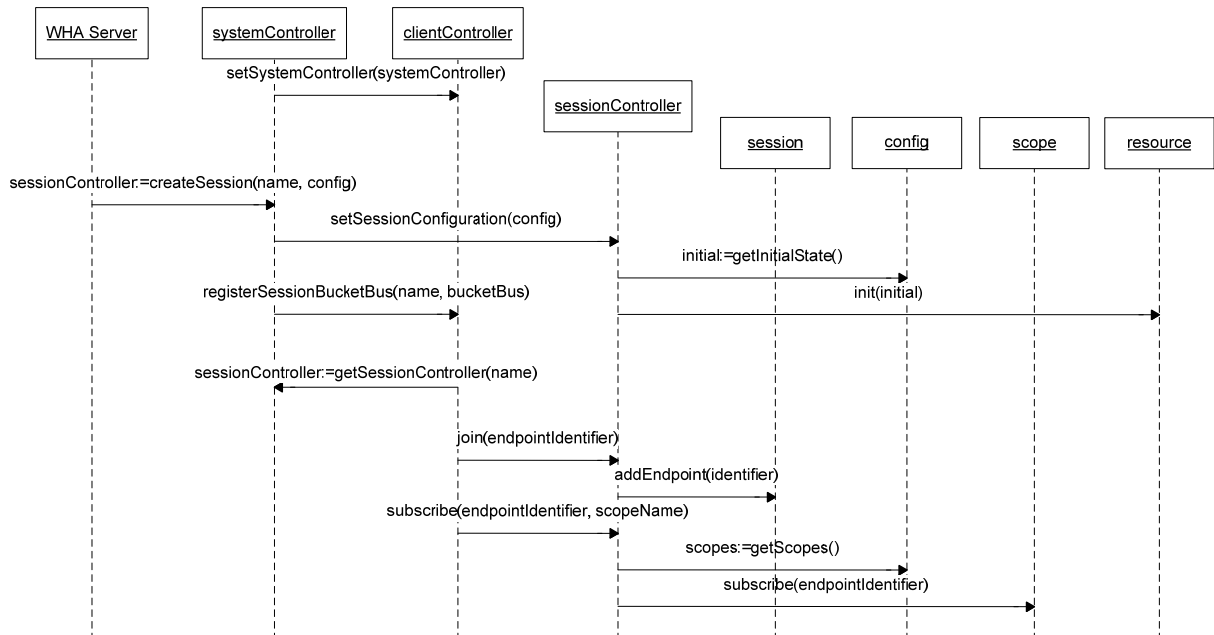 WHA Server
systemController
clientController
setSystemController(systemController)
sessionController
session
config
scope
resource
sessionController:=createSession(name, config)
setSessionConfiguration(config)
initial:=getInitialState()
registerSessionBucketBus(name, bucketBus)
init(initial)
sessionController:=getSessionController(name)
join(endpointIdentifier)
addEndpoint(identifier)
subscribe(endpointIdentifier, scopeName)
scopes:=getScopes()
subscribe(endpointIdentifier)